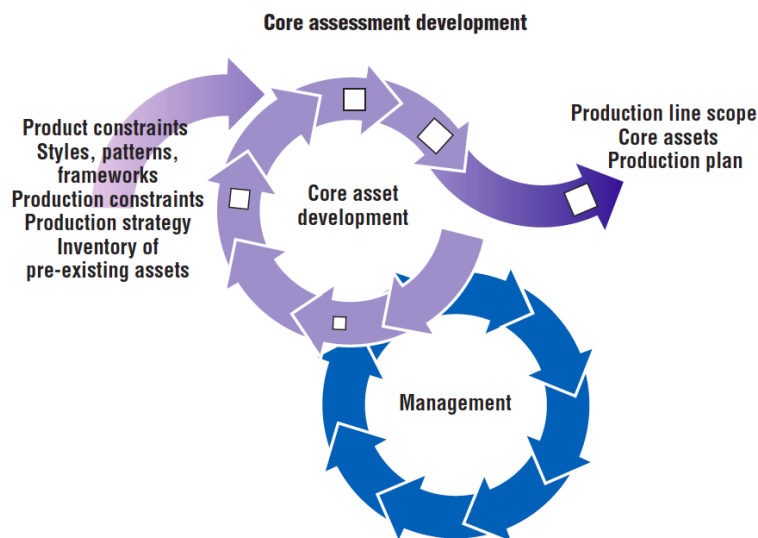 Core assessment development
Product constraints
Styles, patterns,
frameworks
Production constraints
Production strategy
Inventory of
pre-existing assets
Core asset
development
Production line scope
Core assets
Production plan
Management